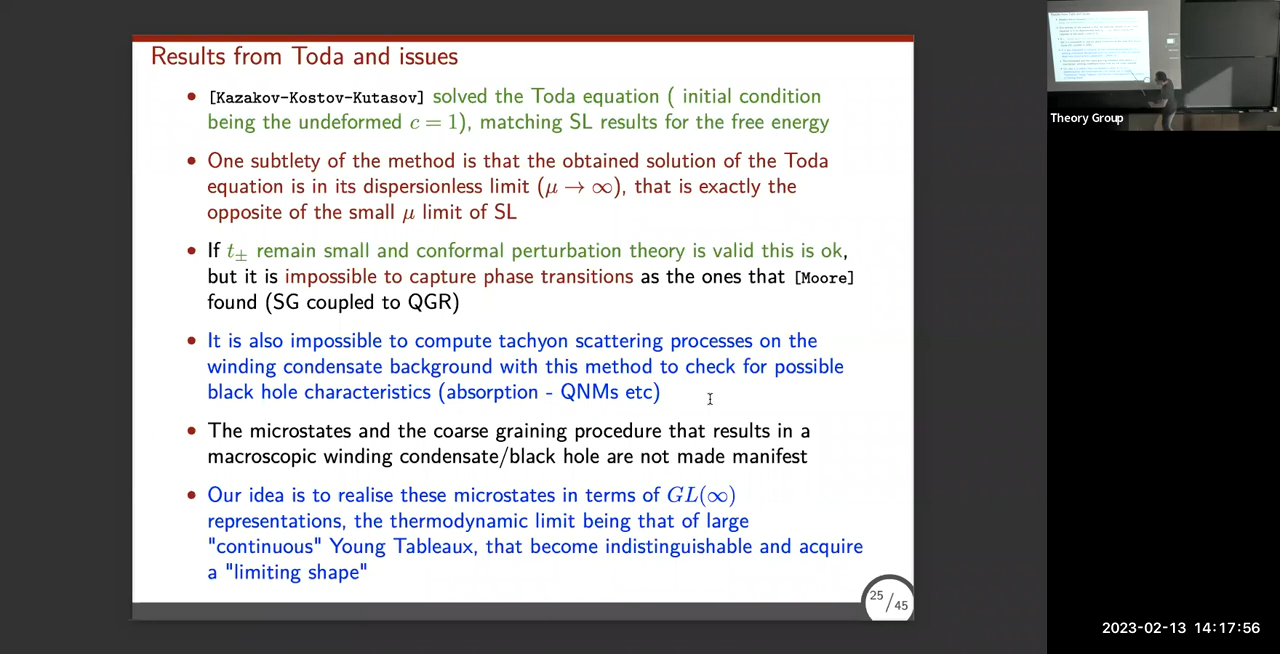 Results from Toda and issues
• [Kazakov-Kostov-Kutasov] solved the Toda equation ( initial condition
being the undeformed c = 1), matching SL results for the free energy
• One subtlety of the method is that the obtained solution of the Toda
equation is in its dispersionless limit (μ → ∞), that is exactly the
opposite of the small μ limit of SL
• If t± remain small and conformal perturbation theory is valid this is ok,
but it is impossible to capture phase transitions as the ones that [Moore]
found (SG coupled to QGR)
• It is also impossible to compute tachyon scattering processes on the
winding condensate background with this method to check for possible
black hole characteristics (absorption - QNMs etc)
• The microstates and the coarse graining procedure that results in a
macroscopic winding condensate/black hole are not made manifest
• Our idea is to realise these microstates in terms of GL(∞)
representations, the thermodynamic limit being that of large
"continuous" Young Tableaux, that become indistinguishable and acquire
a "limiting shape"
25/45
Theory Group
2023-02-13 14:17:56